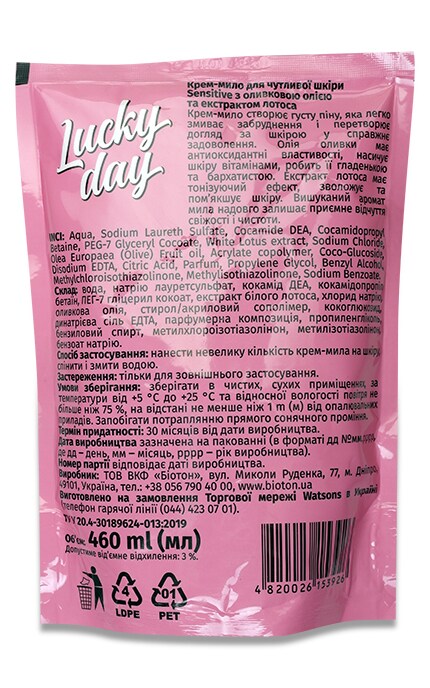 Lucky
day
Крем-мило для чутливої шкіри
Sensitive з оливковою олією
та екстрактом лотоса
Крем-мило створює густу піну, яка легко
змиває забруднення і перетворює
догляд за шкірою у справжнє
задоволення. Олія оливки має
антиоксидантні властивості, насичує
шкіру вітамінами, робить її гладенькою
та бархатистою. Екстракт лотоса має
тонізуючий ефект, зволожує та
пом'якшує шкіру. Вишуканий аромат
мила надовго залишає приємне відчуття
свіжості і чистоти.
INCI: Aqua, Sodium Laureth Sulfate, Cocamide DEA, Cocamidopropyl
Betaine, PEG-7 Glyceryl Cocoate, White Lotus extract, Sodium Chloride,
Olea Europaea (Olive) Fruit oil, Acrylate copolymer, Coco-Glucoside,
Disodium EDTA, Citric Acid, Parfum, Propylene Glycol, Benzyl Alcohol,
Methylchloroisothiazolinone, Methylisothiazolinone, Sodium Benzoate.
Склад: вода, натрію лауретсульфат, кокамід ДЕА, кокамідопропіл
бетаїн, ПЕГ-7 гліцерил кокоат, екстракт білого лотоса, хлорид натрію,
оливкова олія, стирол/акриловий сополімер, кокоглюкозид,
динатрієва сіль ЕДТА, парфумерна композиція, пропіленгліколь,
бензиловий спирт, метилхлороізотіазолінон, метилізотіазолінон,
бензоат натрію.
Спосіб застосування: нанести невелику кількість крем-мила на шкіру,
спінити і змити водою.
Застереження: тільки для зовнішнього застосування.
Умови зберігання: зберігати в чистих, сухих приміщеннях, за
температури від +5 °C до +25 °C та відносної вологості повітря не
більше ніж 75 %, на відстані не менше ніж 1 m (м) від опалювальних
приладів. Запобігати потраплянню прямого сонячного проміння.
Термін придатності: 30 місяців від дати виробництва.
Дата виробництва зазначена на пакованні (в форматі дд №мм.рррр,
де дд – день, мм – місяць, рррр – рік виробництва).
Номер партії відповідає даті виробництва.
Виробник: ТОВ ВКФ «Біотон», вул. Миколи Руденка, 77, м. Дніпро,
49101, Україна, тел.: +38 056 790 40 00, www.bioton.ua
Виготовлено на замовлення Торгової мережі Watsons в Україні
(телефон гарячої лінії (044) 423 07 01).
ТУ У 20.4-30189624-013:2019
Об'єм: 460 ml (мл)
Допустиме від'ємне відхилення: 3 %.
4 820026 153926
4 01
LDPE PET